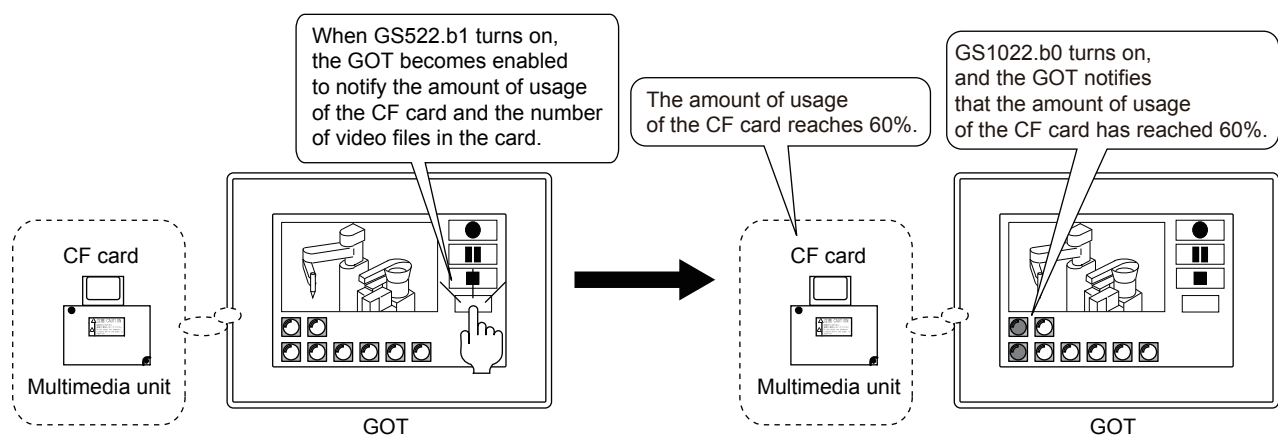 When GS522.b1 turns on,
the GOT becomes enabled
to notify the amount of usage
of the CF card and the number
of video files in the card.
The amount of usage
of the CF card reaches 60%.
GS1022.b0 turns on,
and the GOT notifies
that the amount of usage
of the CF card has reached 60%.
CF card
Multimedia unit
GOT
CF card
Multimedia unit
GOT